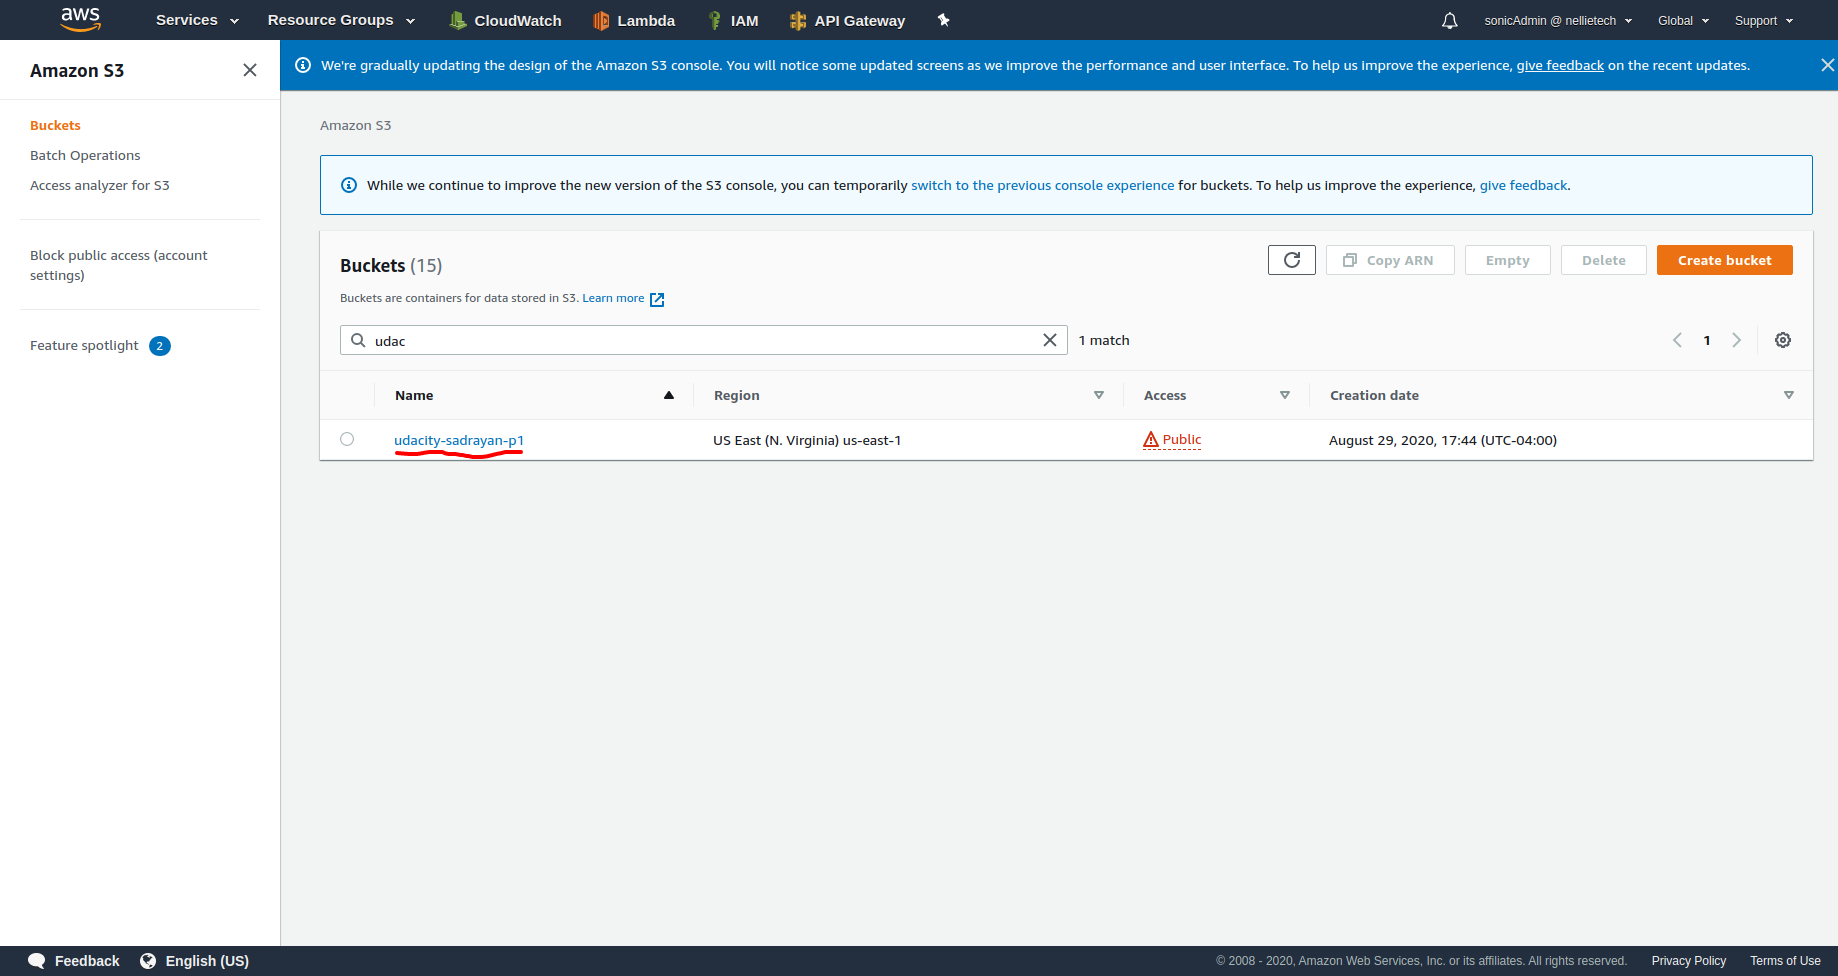 aws
Services
Resource Groups
CloudWatch
Lambda
IAM
API Gateway
sonicAdmin @ nellietech
Global
Support
Amazon S3
We're gradually updating the design of the Amazon S3 console. You will notice some updated screens as we improve the performance and user interface. To help us improve the experience, give feedback on the recent updates.
Buckets
Batch Operations
Access analyzer for S3
Block public access (account
settings)
Feature spotlight 2
Amazon S3
While we continue to improve the new version of the S3 console, you can temporarily switch to the previous console experience for buckets. To help us improve the experience, give feedback.
Buckets (15)
Copy ARN
Empty
Delete
Create bucket
Buckets are containers for data stored in S3. Learn more
udac
1 match
1
Name
Region
Access
Creation date
udacity-sadrayan-p1
US East (N. Virginia) us-east-1
Public
August 29, 2020, 17:44 (UTC-04:00)
Feedback
English (US)
© 2008 - 2020, Amazon Web Services, Inc. or its affiliates. All rights reserved.
Privacy Policy
Terms of Use